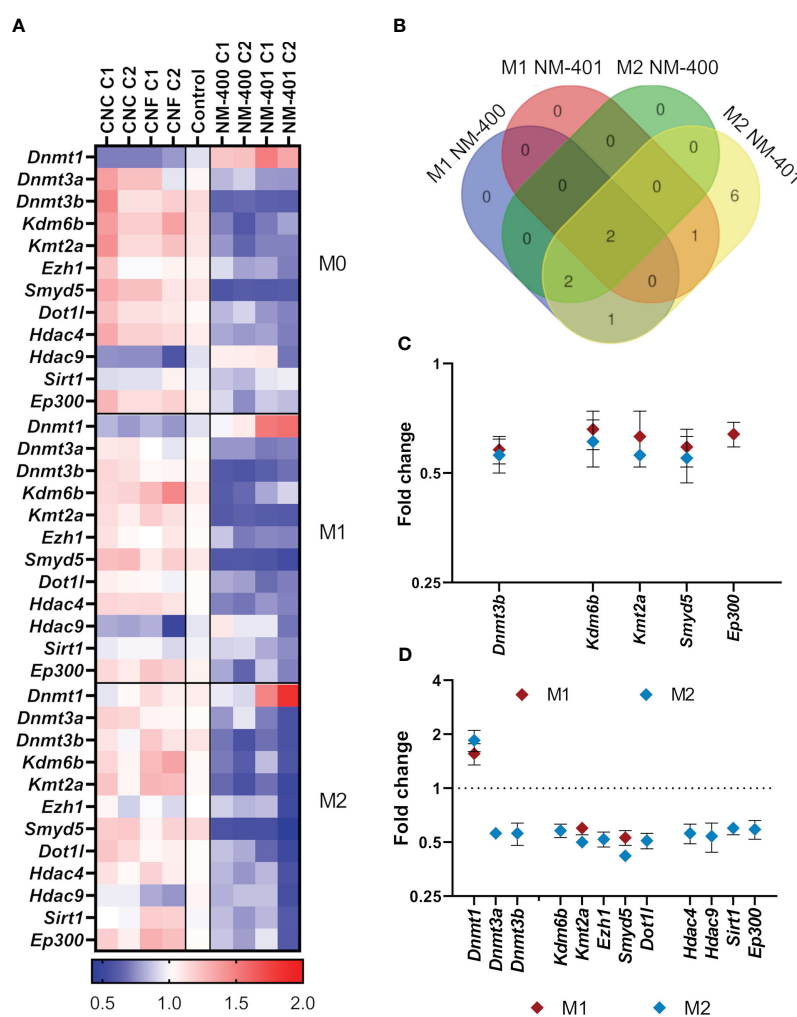 A
CNC C1
CNC C2
CNF C1
CNF C2
Control
NM-400 C1
NM-400 C2
NM-401 C1
NM-401 C2
Dnmt1
Dnmt3a
Dnmt3b
Kdm6b
Kmt2a
Ezh1
Smyd5
Dot1l
Hdac4
Hdac9
Sirt1
Ep300
M0
Dnmt1
Dnmt3a
Dnmt3b
Kdm6b
Kmt2a
Ezh1
Smyd5
Dot1l
Hdac4
Hdac9
Sirt1
Ep300
M1
Dnmt1
Dnmt3a
Dnmt3b
Kdm6b
Kmt2a
Ezh1
Smyd5
Dot1l
Hdac4
Hdac9
Sirt1
Ep300
M2
0.5 1.0 1.5 2.0
B
M1 NM-401 M2 NM-400
M1 NM-400
M2 NM-401
0 0
0 0 0
0 0 0 6
0 2 1
2 0
1
C
Fold change
1
0.5
0.25
Dnmt3b
Kdm6b
Kmt2a
Smyd5
Ep300
D
M1 M2
Fold change
4
2
1
0.5
0.25
Dnmt1
Dnmt3a
Dnmt3b
Kdm6b
Kmt2a
Ezh1
Smyd5
Dot1l
Hdac4
Hdac9
Sirt1
Ep300
M1 M2